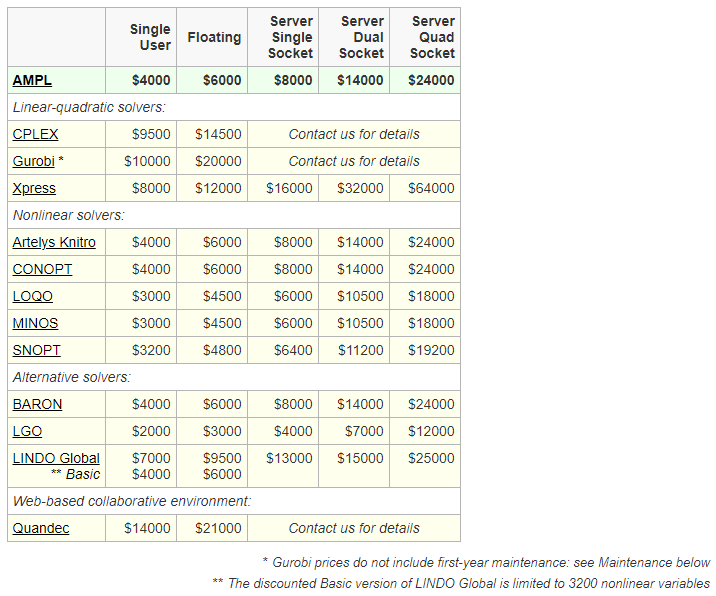 Single User Floating Server Single Socket Server Dual Socket Server Quad Socket
AMPL $4000 $6000 $8000 $14000 $24000
Linear-quadratic solvers:
CPLEX $9500 $14500 Contact us for details
Gurobi * $10000 $20000 Contact us for details
Xpress $8000 $12000 $16000 $32000 $64000
Nonlinear solvers:
Artelys Knitro $4000 $6000 $8000 $14000 $24000
CONOPT $4000 $6000 $8000 $14000 $24000
LOQO $3000 $4500 $6000 $10500 $18000
MINOS $3000 $4500 $6000 $10500 $18000
SNOPT $3200 $4800 $6400 $11200 $19200
Alternative solvers:
BARON $4000 $6000 $8000 $14000 $24000
LGO $2000 $3000 $4000 $7000 $12000
LINDO Global $7000 $9500 $13000 $15000 $25000
** Basic $4000 $6000
Web-based collaborative environment:
Quandec $14000 $21000 Contact us for details
* Gurobi prices do not include first-year maintenance: see Maintenance below
** The discounted Basic version of LINDO Global is limited to 3200 nonlinear variables